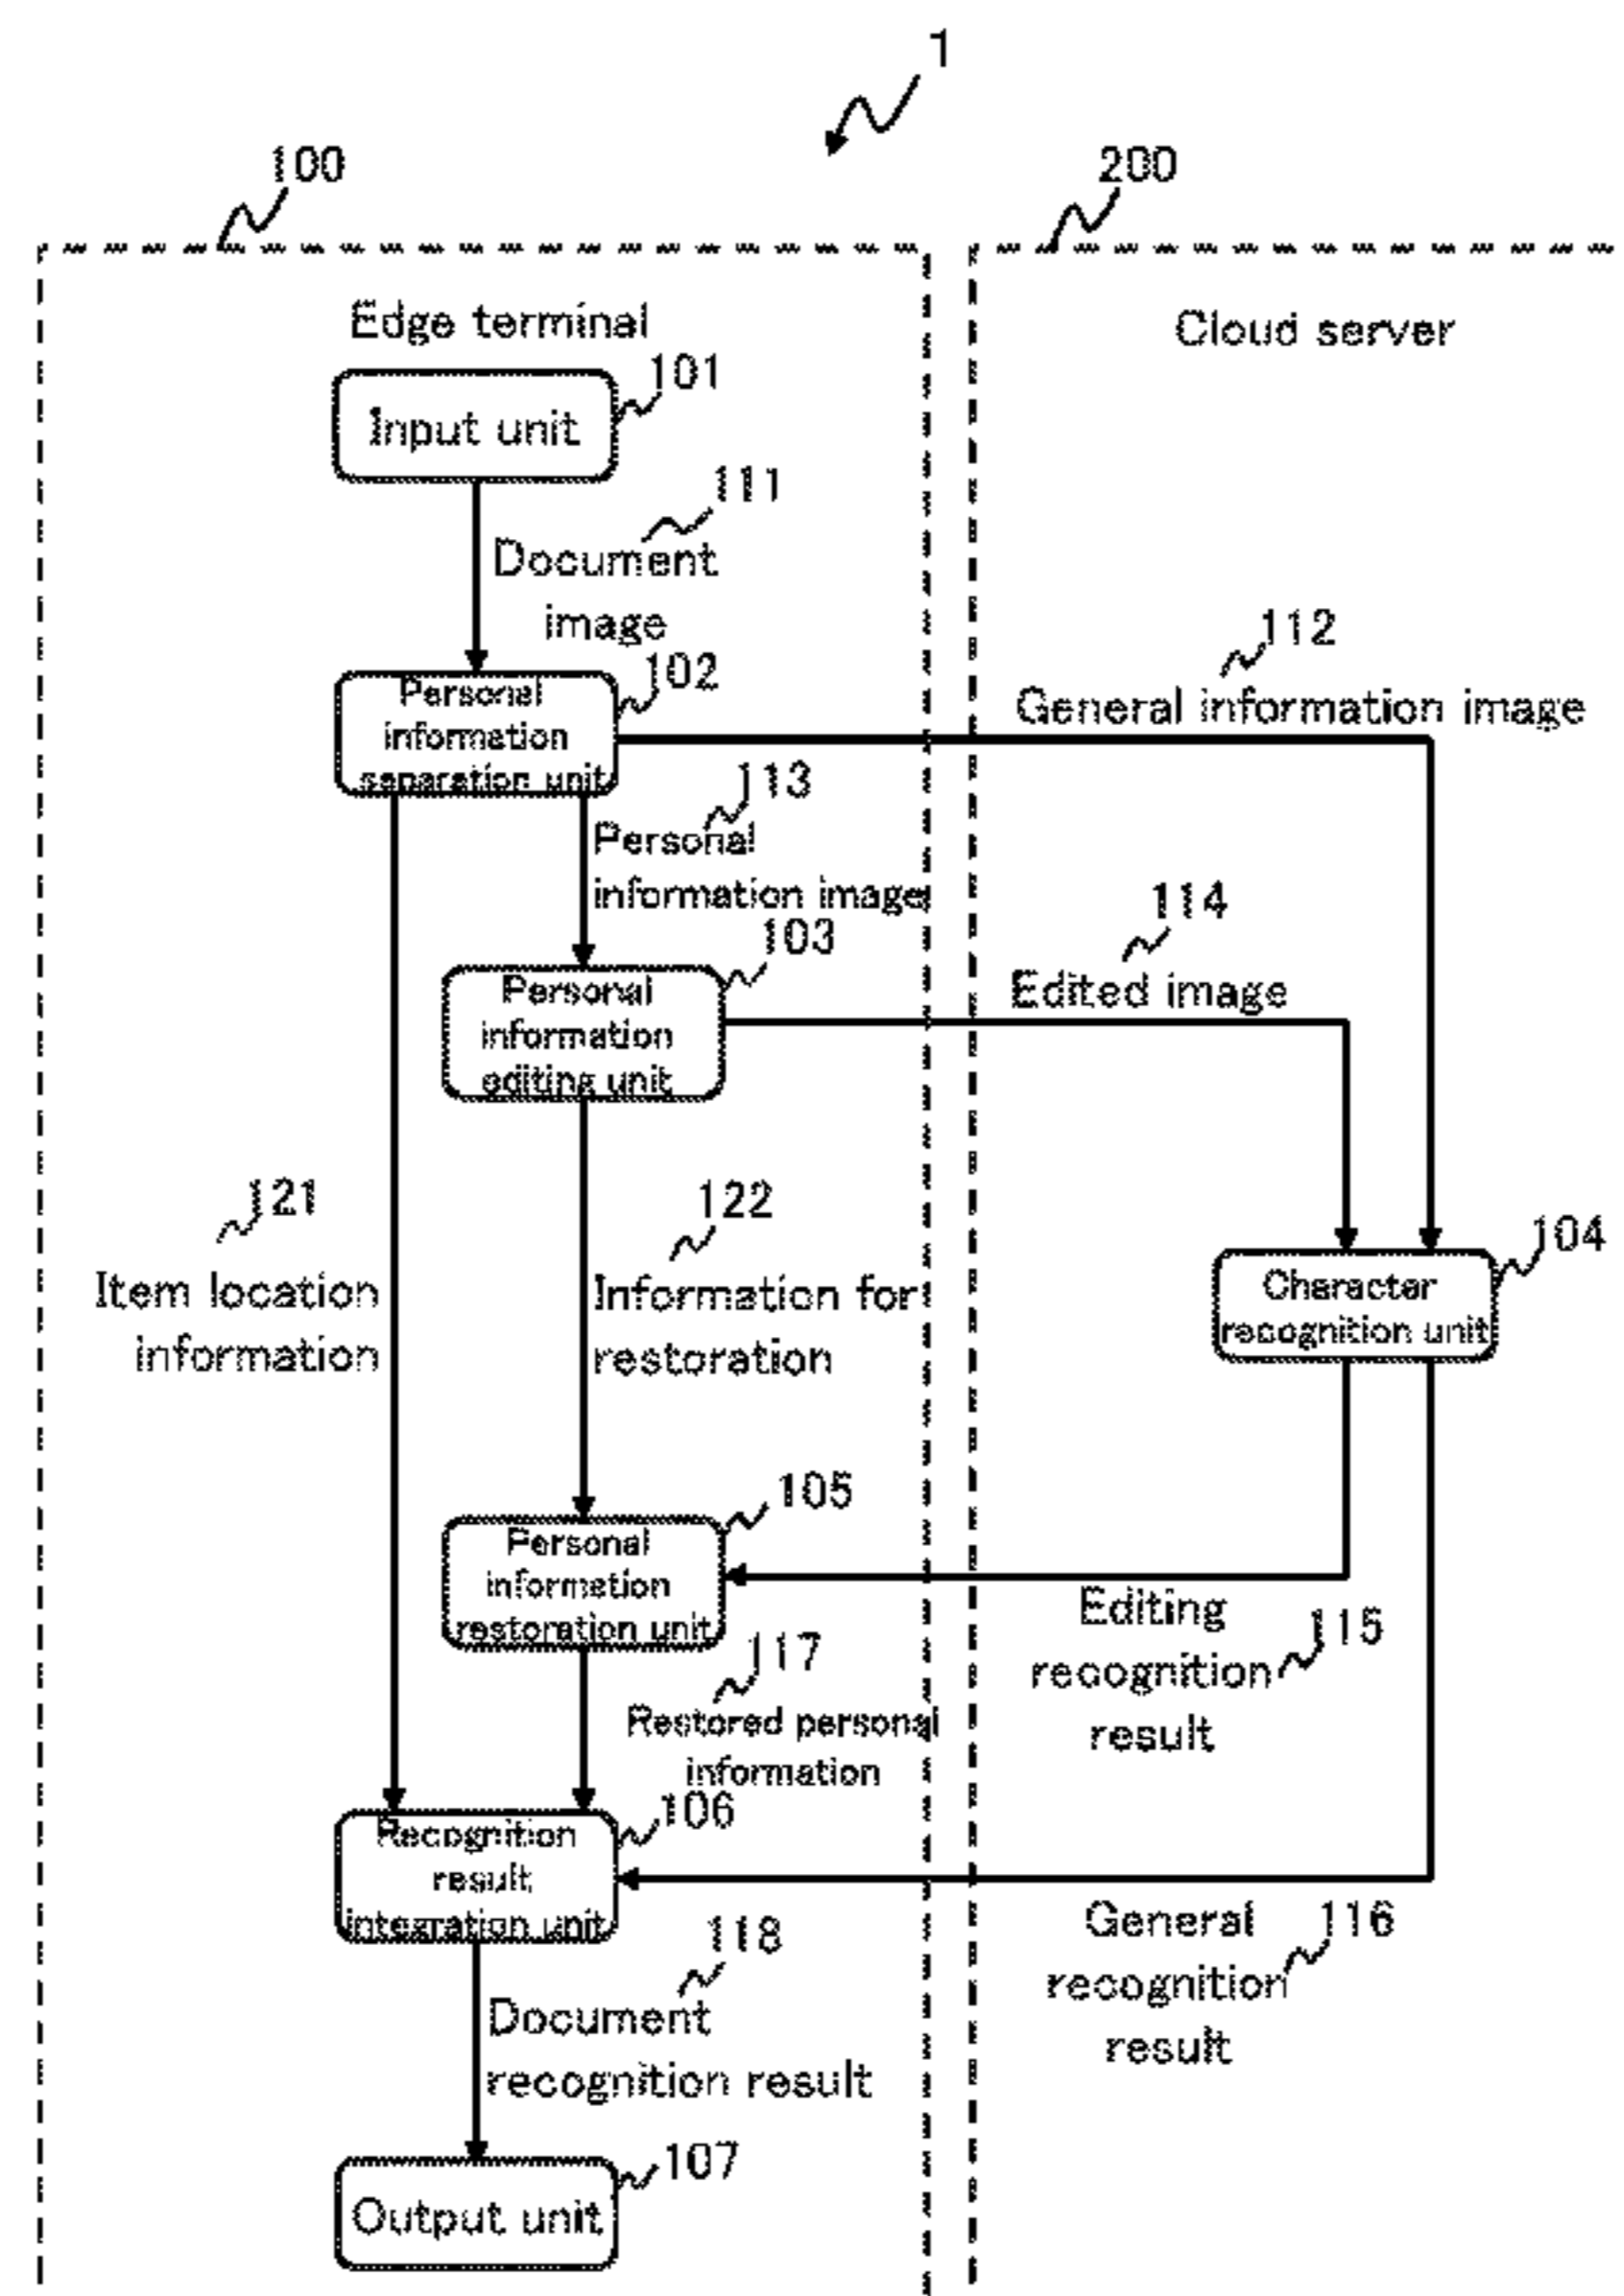 1
100
200
Edge terminal
Cloud server
101
Input unit
111
Document
image
112
General information image
102
Personal
information
separation unit
113
Personal
information image
114
Edited image
103
Personal
information
editing unit
121
Item location
information
122
Information for
restoration
104
Character
recognition unit
105
Personal
information
restoration unit
Editing
recognition
result
115
117
Restored personal
information
106
Recognition
result
integration unit
General
recognition
result
116
118
Document
recognition result
107
Output unit